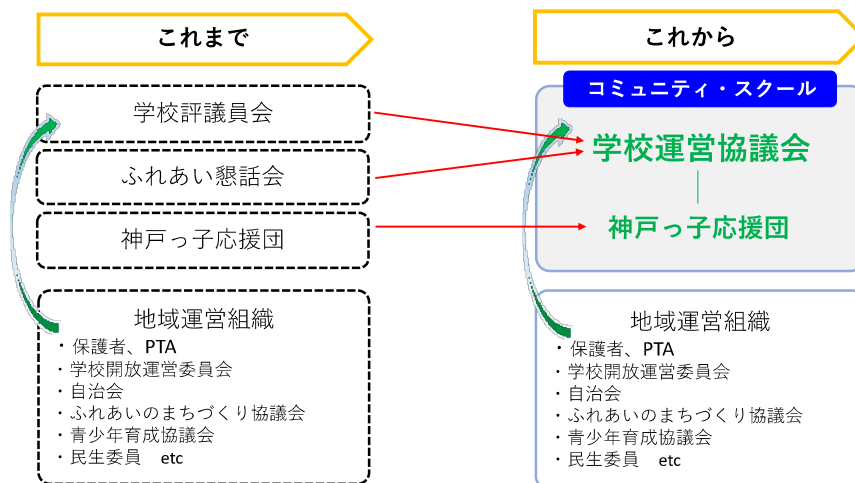 これまで
学校評議員会
ふれあい懇話会
神戸っ子応援団
地域運営組織
・保護者、PTA
・学校開放運営委員会
・自治会
・ふれあいのまちづくり協議会
・青少年育成協議会
・民生委員　etc
これから
コミュニティ・スクール
学校運営協議会
神戸っ子応援団
地域運営組織
・保護者、PTA
・学校開放運営委員会
・自治会
・ふれあいのまちづくり協議会
・青少年育成協議会
・民生委員　etc